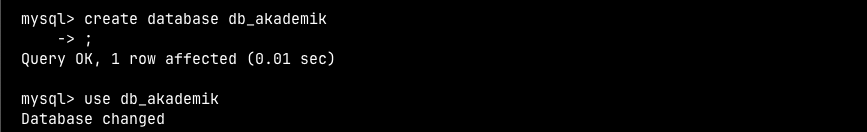 mysql> create database db_akademik
    -> ;
Query OK, 1 row affected (0.01 sec)

mysql> use db_akademik
Database changed